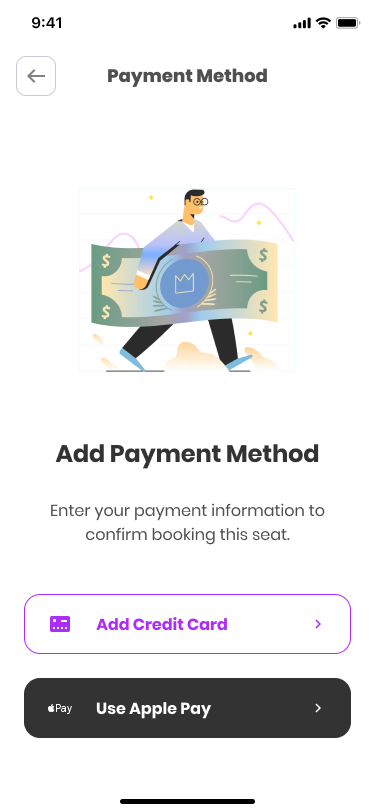 9:41
Payment Method
$ $
$ $
Add Payment Method
Enter your payment information to
confirm booking this seat.
Add Credit Card
Pay Use Apple Pay